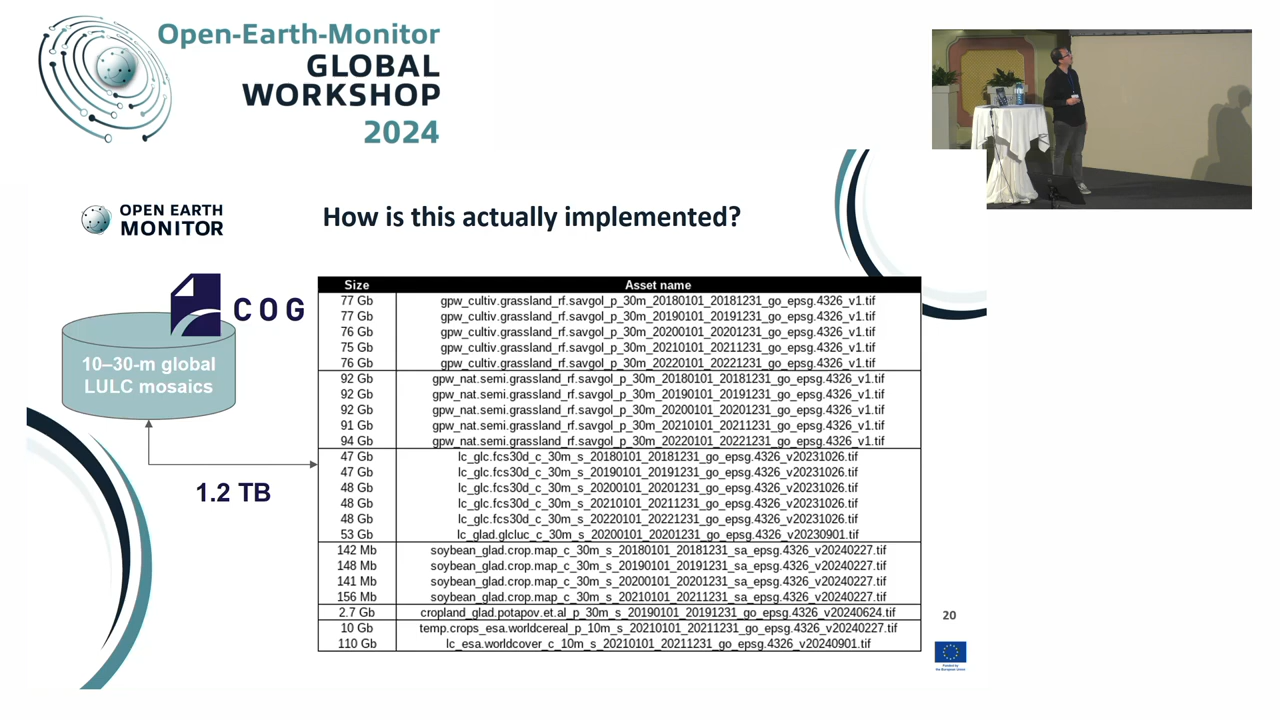 Open-Earth-Monitor
GLOBAL
WORKSHOP
2024
OPEN EARTH
MONITOR
How is this actually implemented?
COG
10–30-m global
LULC mosaics
1.2 TB
Size Asset name
77 Gb gpw_cultiv.grassland_rf.savgol_p_30m_20180101_20181231_go_epsg.4326_v1.tif
77 Gb gpw_cultiv.grassland_rf.savgol_p_30m_20190101_20191231_go_epsg.4326_v1.tif
76 Gb gpw_cultiv.grassland_rf.savgol_p_30m_20200101_20201231_go_epsg.4326_v1.tif
75 Gb gpw_cultiv.grassland_rf.savgol_p_30m_20210101_20211231_go_epsg.4326_v1.tif
76 Gb gpw_cultiv.grassland_rf.savgol_p_30m_20220101_20221231_go_epsg.4326_v1.tif
92 Gb gpw_nat.semi.grassland_rf.savgol_p_30m_20180101_20181231_go_epsg.4326_v1.tif
92 Gb gpw_nat.semi.grassland_rf.savgol_p_30m_20190101_20191231_go_epsg.4326_v1.tif
92 Gb gpw_nat.semi.grassland_rf.savgol_p_30m_20200101_20201231_go_epsg.4326_v1.tif
91 Gb gpw_nat.semi.grassland_rf.savgol_p_30m_20210101_20211231_go_epsg.4326_v1.tif
94 Gb gpw_nat.semi.grassland_rf.savgol_p_30m_20220101_20221231_go_epsg.4326_v1.tif
47 Gb lc_glc.fcs30d_c_30m_s_20180101_20181231_go_epsg.4326_v20231026.tif
47 Gb lc_glc.fcs30d_c_30m_s_20190101_20191231_go_epsg.4326_v20231026.tif
48 Gb lc_glc.fcs30d_c_30m_s_20200101_20201231_go_epsg.4326_v20231026.tif
48 Gb lc_glc.fcs30d_c_30m_s_20210101_20211231_go_epsg.4326_v20231026.tif
48 Gb lc_glc.fcs30d_c_30m_s_20220101_20221231_go_epsg.4326_v20231026.tif
53 Gb lc_glad.glcluc_c_30m_s_20200101_20201231_go_epsg.4326_v20230901.tif
142 Mb soybean_glad.crop.map_c_30m_s_20180101_20181231_sa_epsg.4326_v20240227.tif
148 Mb soybean_glad.crop.map_c_30m_s_20190101_20191231_sa_epsg.4326_v20240227.tif
141 Mb soybean_glad.crop.map_c_30m_s_20200101_20201231_sa_epsg.4326_v20240227.tif
156 Mb soybean_glad.crop.map_c_30m_s_20210101_20211231_sa_epsg.4326_v20240227.tif
2.7 Gb cropland_glad.potapov.et.al_p_30m_s_20190101_20191231_go_epsg.4326_v20240624.tif
10 Gb temp.crops_esa.worldcereal_p_10m_s_20210101_20211231_go_epsg.4326_v20240227.tif
110 Gb lc_esa.worldcover_c_10m_s_20210101_20211231_go_epsg.4326_v20240901.tif
20
Funded by
the European Union